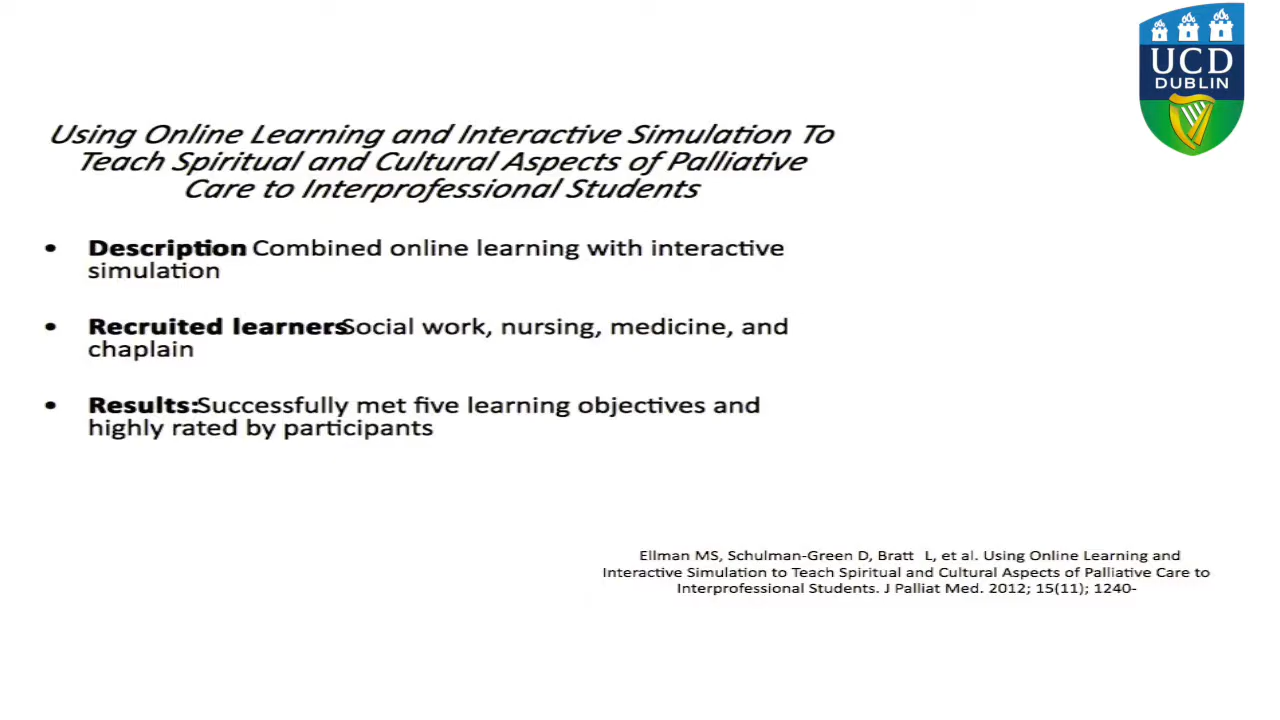 UCD
DUBLIN
Using Online Learning and Interactive Simulation To
Teach Spiritual and Cultural Aspects of Palliative
Care to Interprofessional Students
• Description Combined online learning with interactive
simulation
• Recruited learners Social work, nursing, medicine, and
chaplain
• Results: Successfully met five learning objectives and
highly rated by participants
Ellman MS, Schulman-Green D, Bratt L, et al. Using Online Learning and
Interactive Simulation to Teach Spiritual and Cultural Aspects of Palliative Care to
Interprofessional Students. J Palliat Med. 2012; 15(11); 1240-